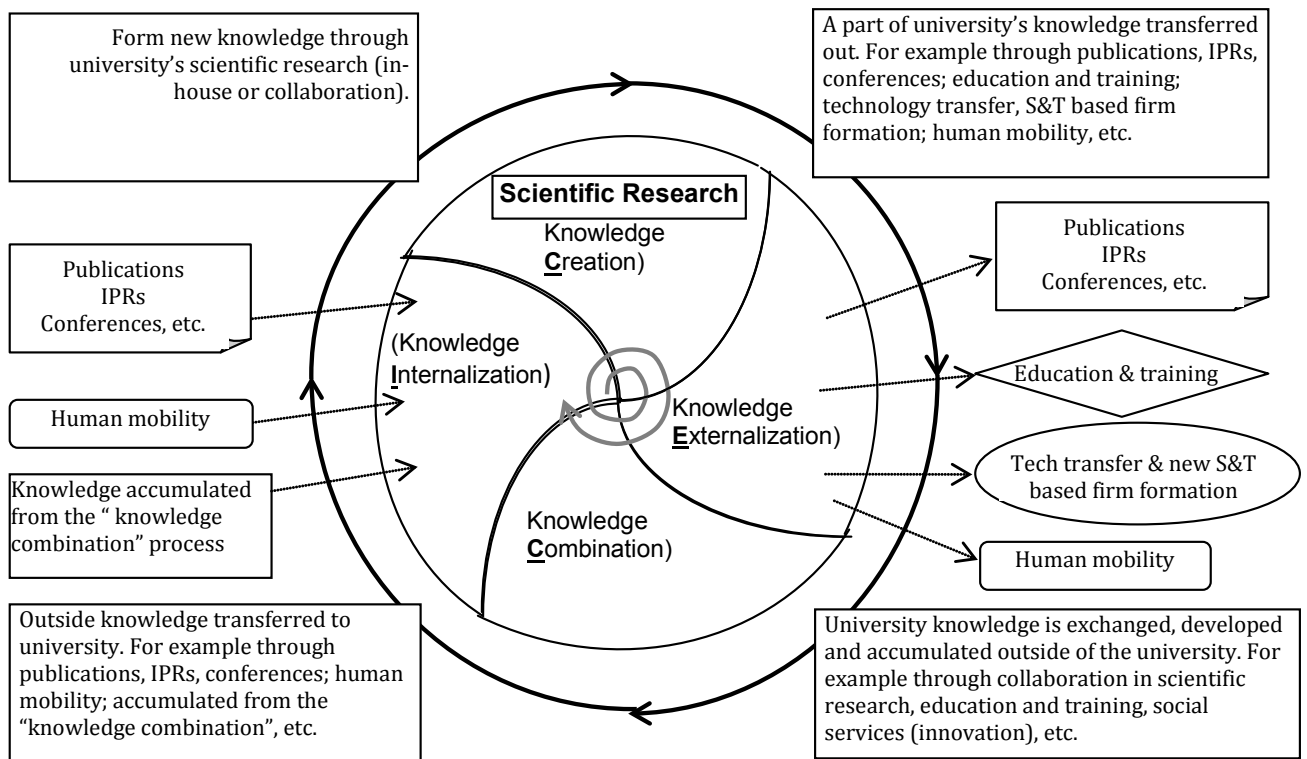 Form new knowledge through
university’s scientific research (in-
house or collaboration).
A part of university’s knowledge transferred
out. For example through publications, IPRs,
conferences; education and training;
technology transfer, S&T based firm
formation; human mobility, etc.
Scientific Research
Knowledge
Creation)
Publications
IPRs
Conferences, etc.
Publications
IPRs
Conferences, etc.
(Knowledge
Internalization)
Education & training
Human mobility
Knowledge
Externalization)
Tech transfer & new S&T
based firm formation
Knowledge accumulated
from the “ knowledge
combination” process
Knowledge
Combination)
Human mobility
Outside knowledge transferred to
university. For example through
publications, IPRs, conferences; human
mobility; accumulated from the
“knowledge combination”, etc.
University knowledge is exchanged, developed
and accumulated outside of the university. For
example through collaboration in scientific
research, education and training, social
services (innovation), etc.